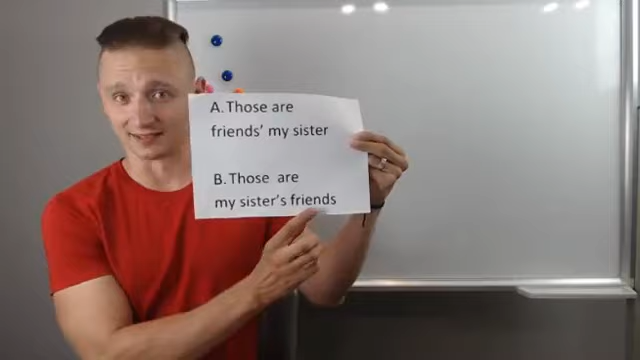 A. Those are
friends’ my sister
B. Those are
my sister’s friends